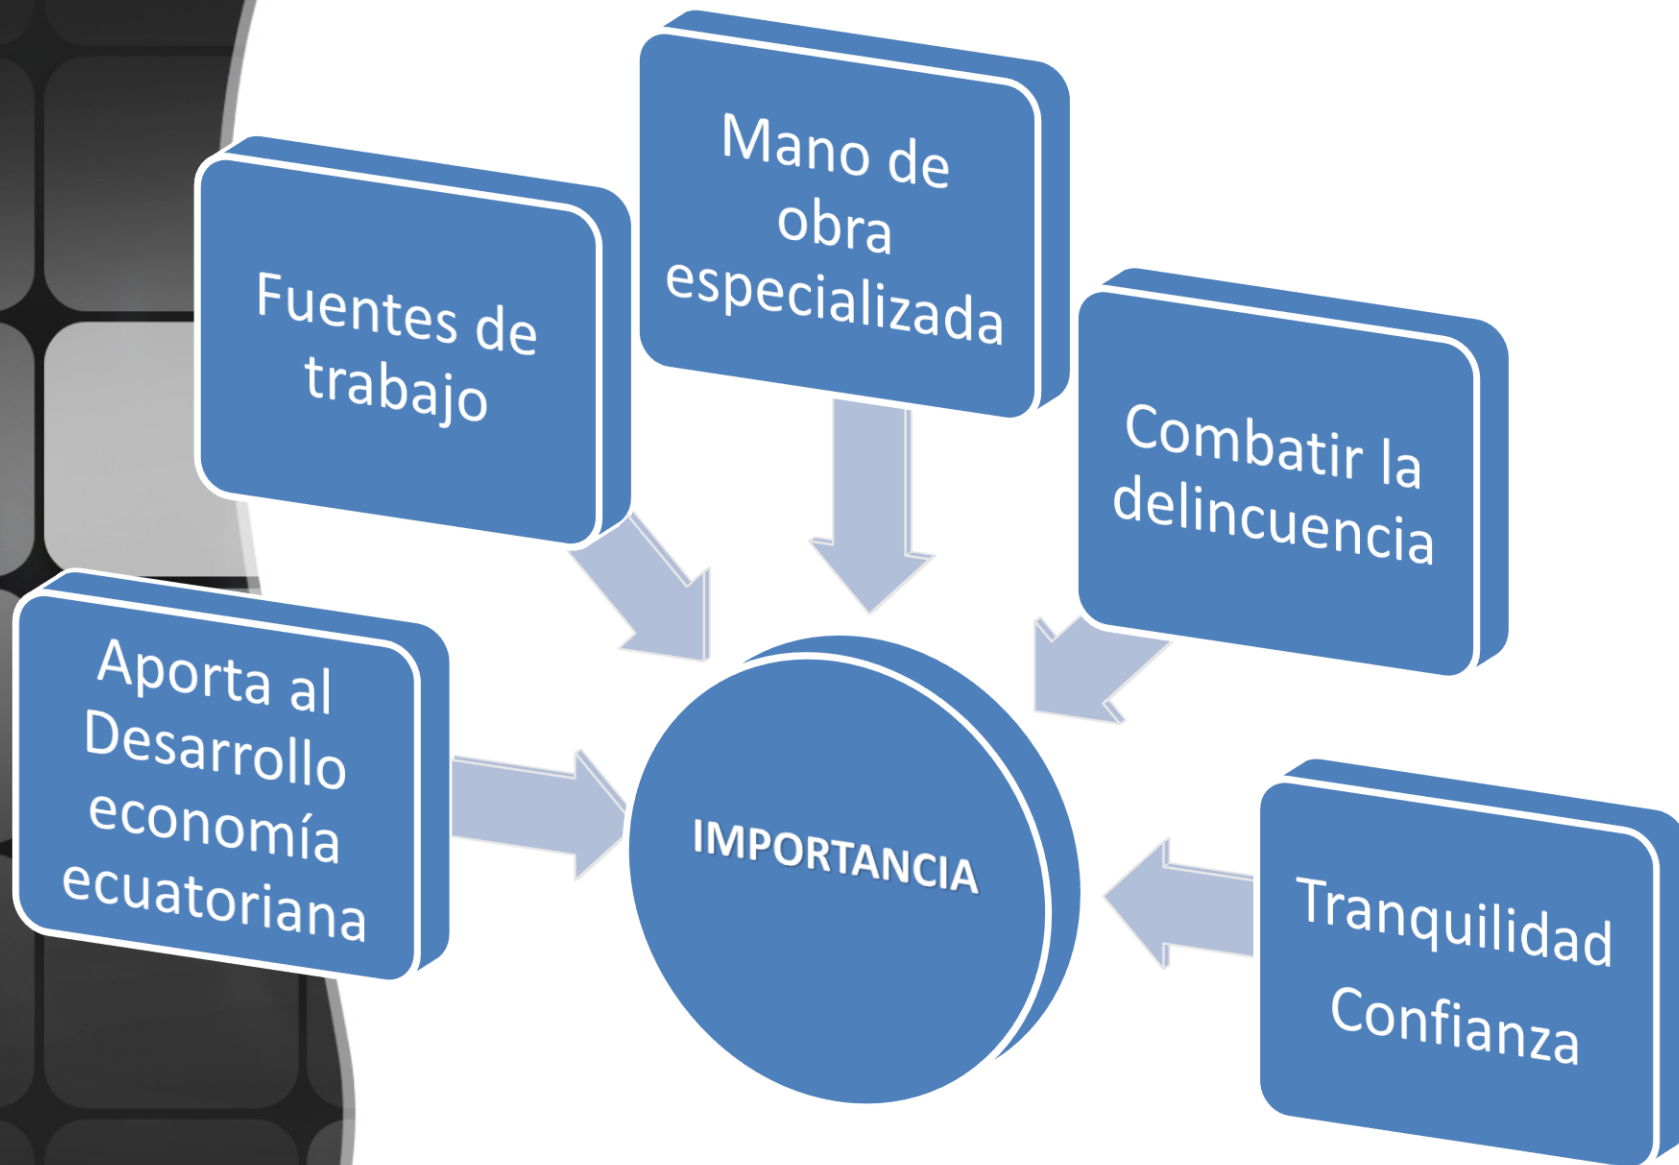 Mano de
obra
especializada
Fuentes de
trabajo
Combatir la
delincuencia
Aporta al
Desarrollo
economía
ecuatoriana
IMPORTANCIA
Tranquilidad
Confianza